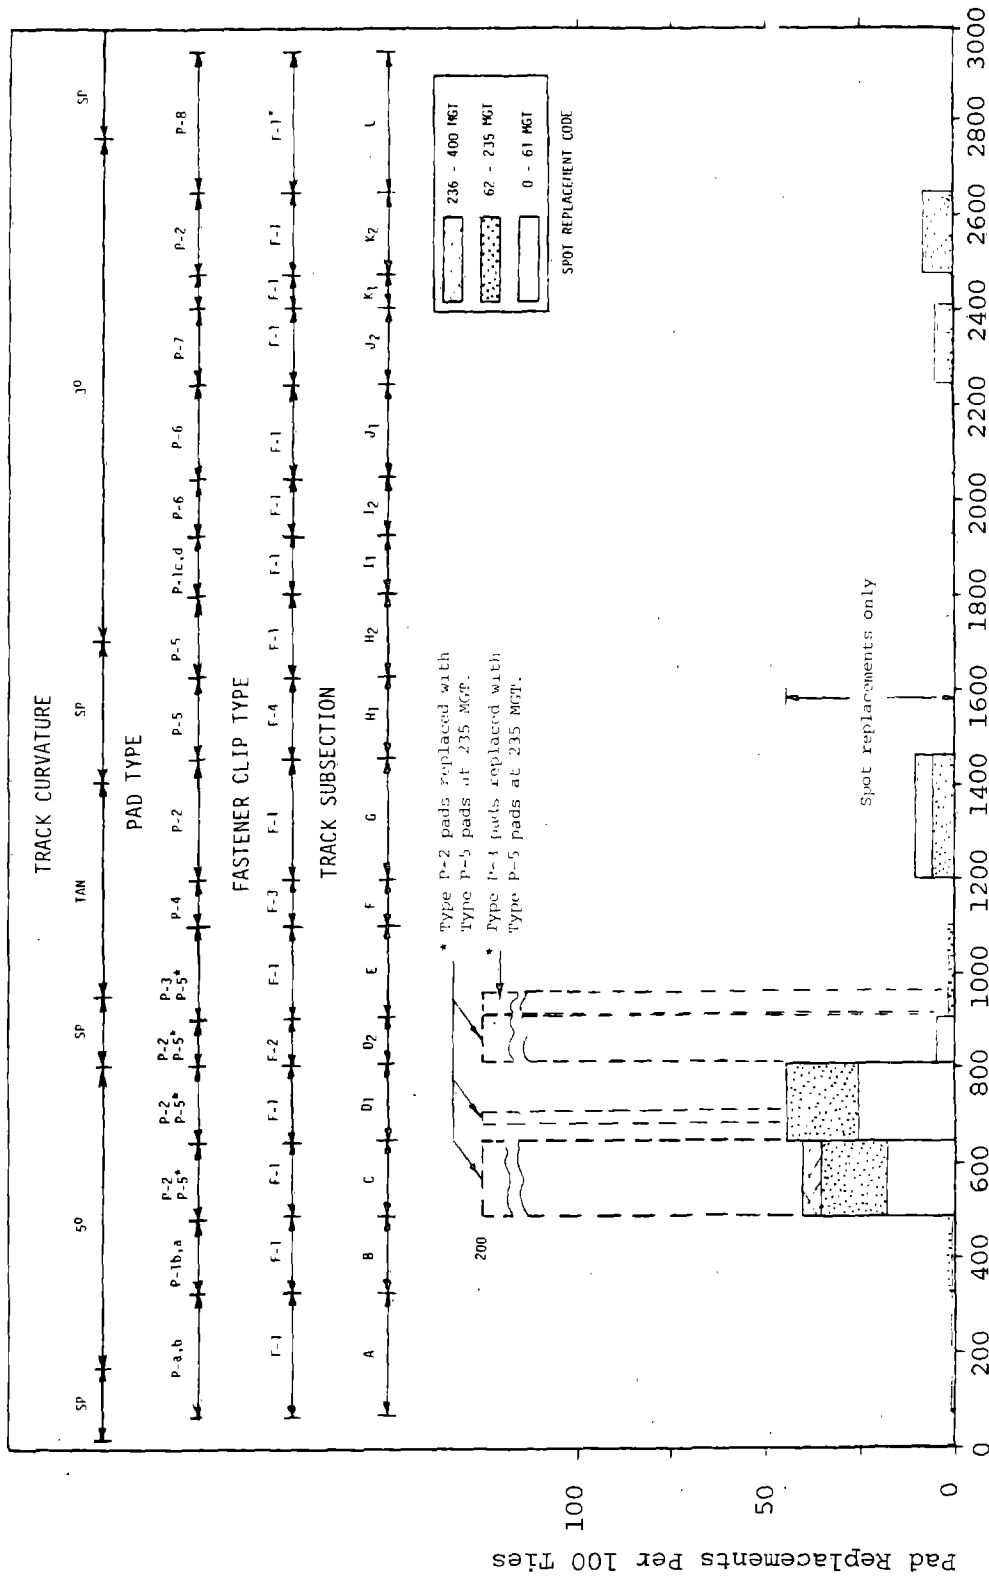 TRACK CURVATURE
SP
5º
SP
TAN
SP
3º
SP
PAD TYPE
P-a,b
P-1b,a
P-2
P-5*
P-2
P-5*
P-2
P-5*
P-3
P-5*
P-4
P-2
P-5
P-5
P-1c,d
P-6
P-6
P-7
P-2
P-8
FASTENER CLIP TYPE
F-1
F-1
F-1
F-1
F-2
F-1
F-3
F-1
F-4
F-1
F-1
F-1
F-1
F-1
F-1
F-1
F-1*
TRACK SUBSECTION
A
B
C
D1
D2
E
F
G
H1
H2
I1
I2
J1
J2
K1
K2
L
* Type P-2 pads replaced with
Type P-5 pads at 235 MGT.
* Type P-3 pads replaced with
Type P-5 pads at 235 MGT.
236 - 400 MGT
62 - 235 MGT
0 - 61 MGT
SPOT REPLACEMENT CODE
200
Spot replacements only
Pad Replacements Per 100 Ties
100
50
0
0
200
400
600
800
1000
1200
1400
1600
1800
2000
2200
2400
2600
2800
3000